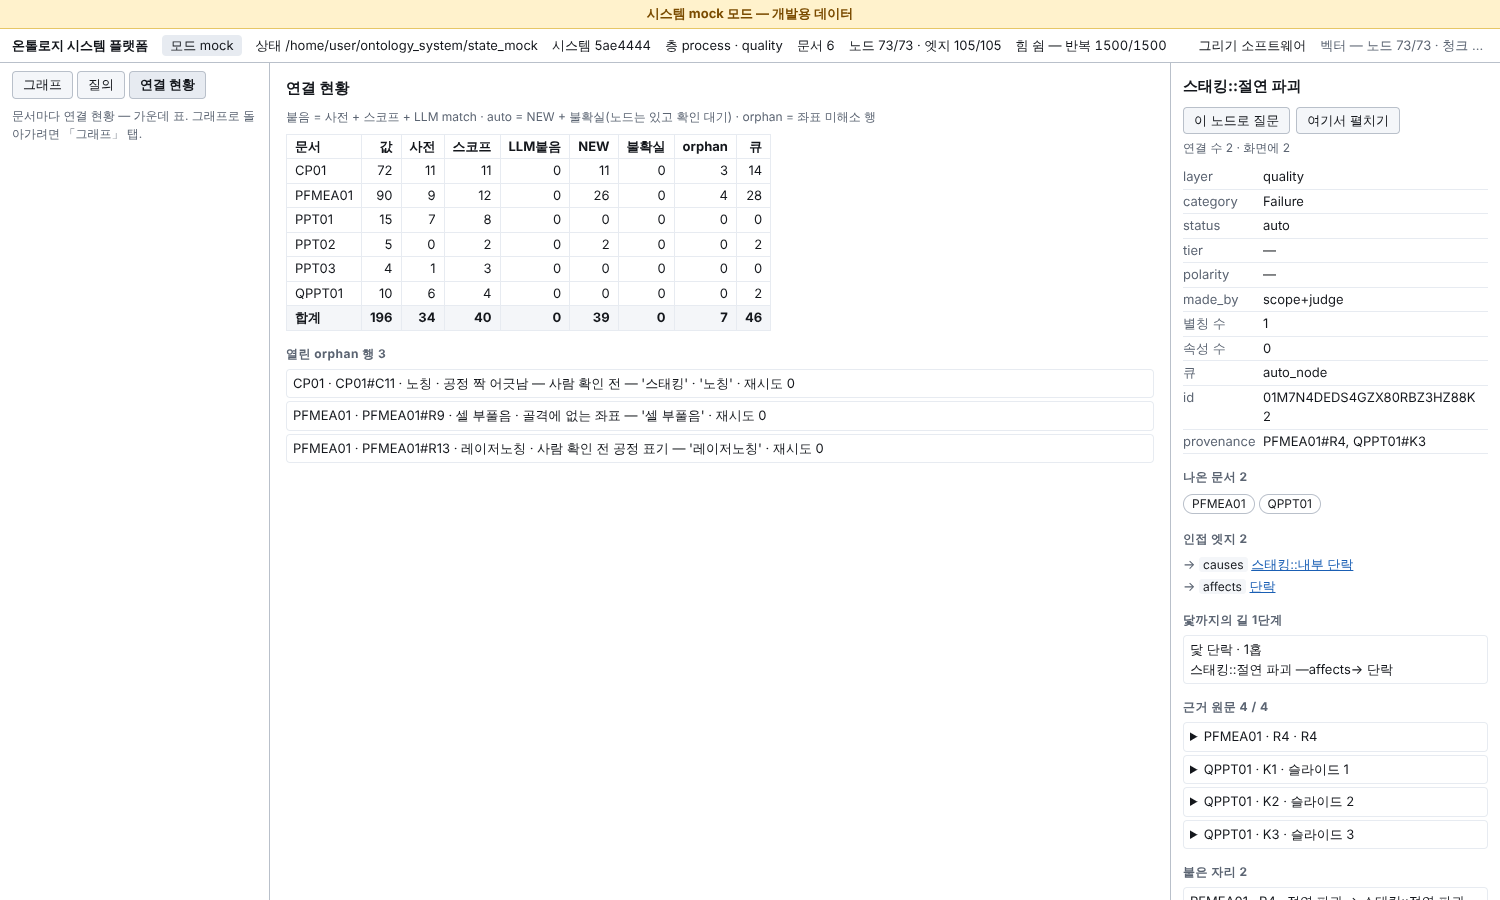 시스템 mock 모드 — 개발용 데이터
온톨로지 시스템 플랫폼 모드 mock 상태 /home/user/ontology_system/state_mock 시스템 5ae4444 층 process · quality 문서 6 노드 73/73 · 엣지 105/105 힘 쉼 — 반복 1500/1500 그리기 소프트웨어 벡터 — 노드 73/73 · 청크 ...
그래프 질의 연결 현황
문서마다 연결 현황 — 가운데 표. 그래프로 돌
아가려면 「그래프」 탭.
연결 현황
붙음 = 사전 + 스코프 + LLM match · auto = NEW + 불확실(노드는 있고 확인 대기) · orphan = 좌표 미해소 행
문서 값 사전 스코프 LLM붙음 NEW 불확실 orphan 큐
CP01 72 11 11 0 11 0 3 14
PFMEA01 90 9 12 0 26 0 4 28
PPT01 15 7 8 0 0 0 0 0
PPT02 5 0 2 0 2 0 0 2
PPT03 4 1 3 0 0 0 0 0
QPPT01 10 6 4 0 0 0 0 2
합계 196 34 40 0 39 0 7 46
열린 orphan 행 3
CP01 · CP01#C11 · 노칭 · 공정 짝 어긋남 — 사람 확인 전 — '스태킹' · '노칭' · 재시도 0
PFMEA01 · PFMEA01#R9 · 셀 부풀음 · 골격에 없는 좌표 — '셀 부풀음' · 재시도 0
PFMEA01 · PFMEA01#R13 · 레이저노칭 · 사람 확인 전 공정 표기 — '레이저노칭' · 재시도 0
스태킹::절연 파괴
이 노드로 질문 여기서 펼치기
연결 수 2 · 화면에 2
layer quality
category Failure
status auto
tier —
polarity —
made_by scope+judge
별칭 수 1
속성 수 0
큐 auto_node
id 01M7N4DEDS4GZX80RBZ3HZ88K
2
provenance PFMEA01#R4, QPPT01#K3
나온 문서 2
PFMEA01 QPPT01
인접 엣지 2
→ causes 스태킹::내부 단락
→ affects 단락
닻까지의 길 1단계
닻 단락 · 1홉
스태킹::절연 파괴 —affects→ 단락
근거 원문 4 / 4
▶ PFMEA01 · R4 · R4
▶ QPPT01 · K1 · 슬라이드 1
▶ QPPT01 · K2 · 슬라이드 2
▶ QPPT01 · K3 · 슬라이드 3
붙은 자리 2
PFMEA01 · R4 · 절연 파괴 → 스태킹::절연 파괴